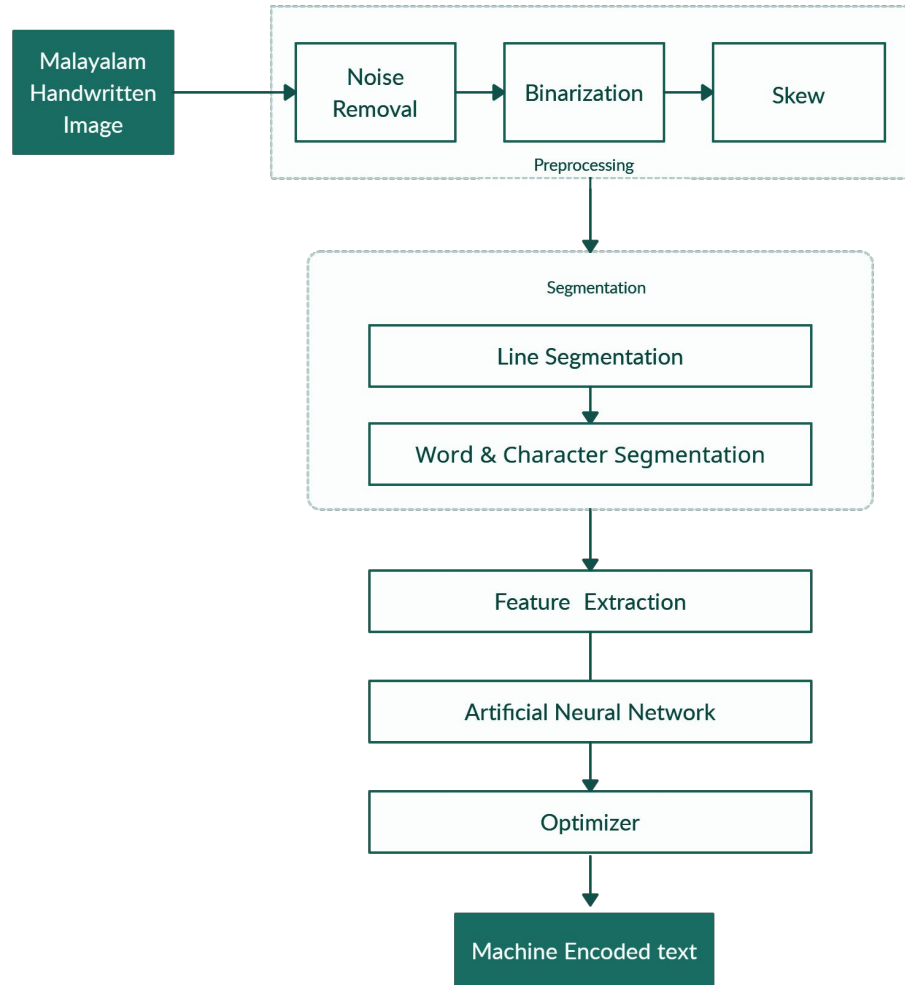 Malayalam
Handwritten
Image
Noise
Removal
Binarization
Skew
Preprocessing
Segmentation
Line Segmentation
Word & Character Segmentation
Feature Extraction
Artificial Neural Network
Optimizer
Machine Encoded text